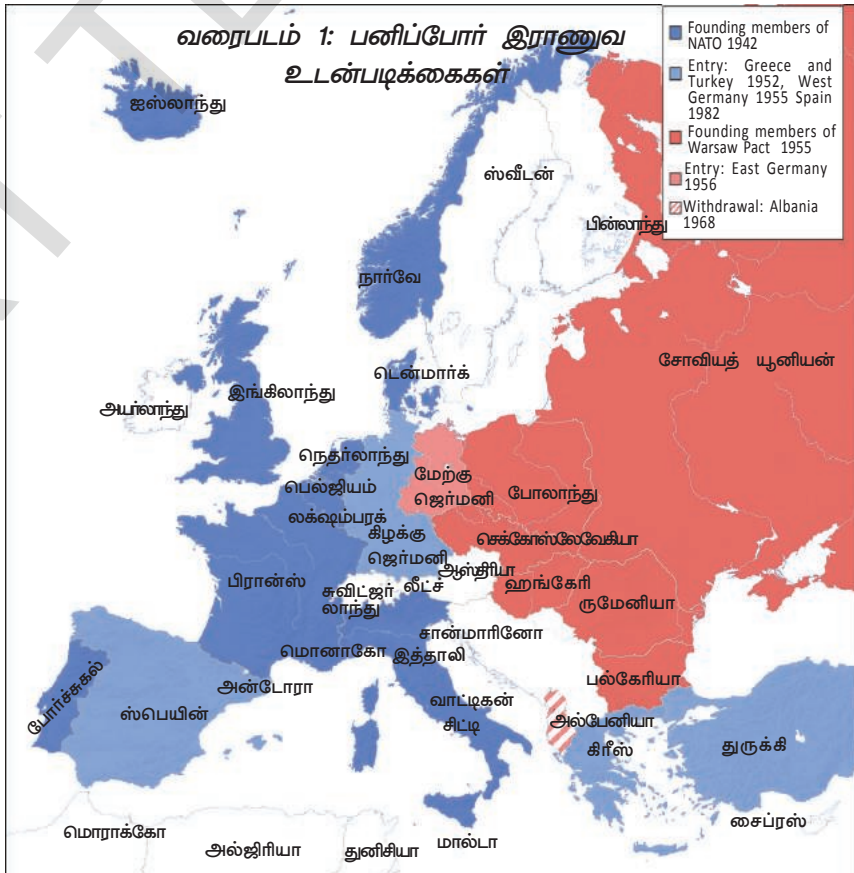 வரைபடம் 1: பனிப்போர் இராணுவ
உடன்படிக்கைகள்
Founding members of
NATO 1942
Entry: Greece and
Turkey 1952, West
Germany 1955 Spain
1982
Founding members of
Warsaw Pact 1955
Entry: East Germany
1956
Withdrawal: Albania
1968
ஐஸ்லாந்து
ஸ்வீடன்
பின்லாந்து
நார்வே
சோவியத் யூனியன்
டென்மார்க்
இங்கிலாந்து
அயர்லாந்து
நெதர்லாந்து
மேற்கு
ஜெர்மனி
பெல்ஜியம்
போலாந்து
லக்ஷம்பரக்
கிழக்கு
ஜெர்மனி
செக்கோஸ்லேவேகியா
ஆஸ்திரியா
பிரான்ஸ்
சுவிட்ஜர்
லாந்து
லீட்ச்
ஹங்கேரி
ருமேனியா
சான்மாரினோ
மொனாகோ
இத்தாலி
போர்ச்சுகல்
அன்டோரா
பல்கேரியா
ஸ்பெயின்
வாட்டிகன்
சிட்டி
அல்பேனியா
கிரீஸ்
துருக்கி
சைப்ரஸ்
மொராக்கோ
அல்ஜிரியா
துனிசியா
மால்டா